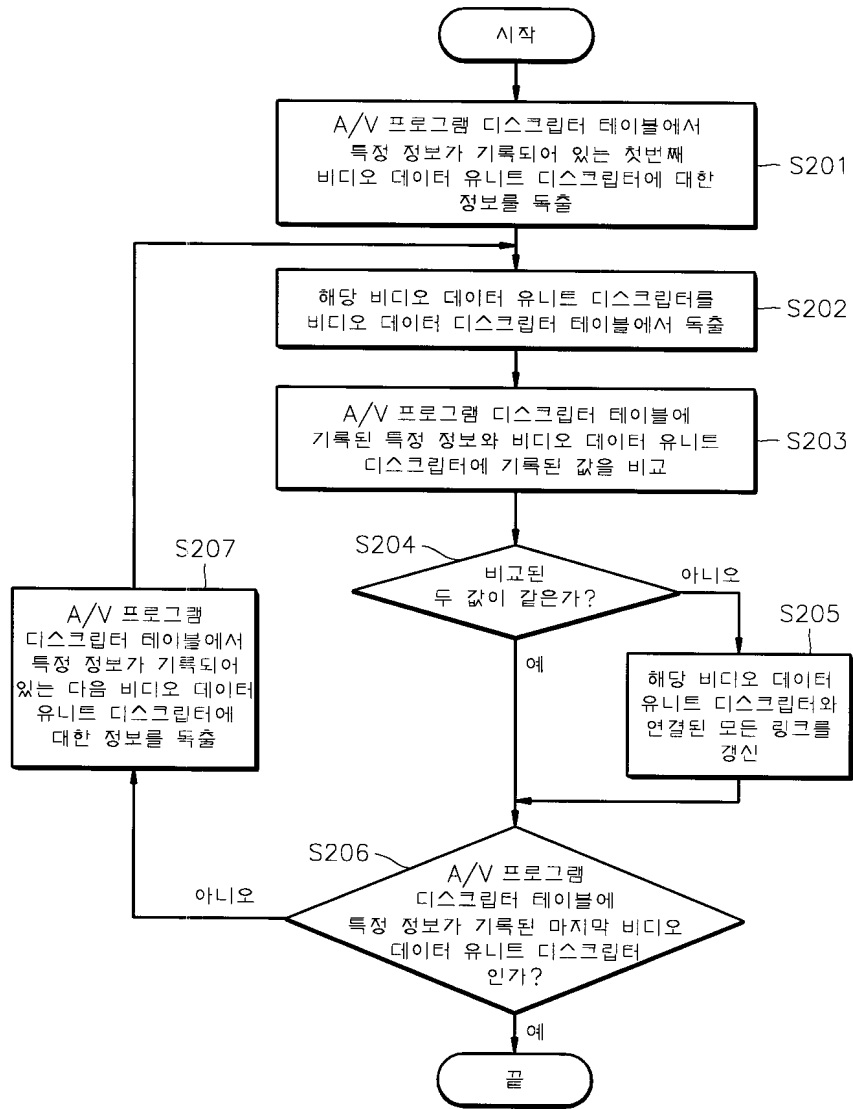 시작
A/V 프로그램 디스크립터 테이블에서
특정 정보가 기록되어 있는 첫번째
비디오 데이터 유니트 디스크립터에 대한
정보를 독출
S201
해당 비디오 데이터 유니트 디스크립터를
비디오 데이터 디스크립터 테이블에서 독출
S202
A/V 프로그램 디스크립터 테이블에
기록된 특정 정보와 비디오 데이터 유니트
디스크립터에 기록된 값을 비교
S203
S204
비교된
두 값이 같은가?
아니오
예
S205
해당 비디오 데이터
유니트 디스크립터와
연결된 모든 링크를
갱신
S207
A/V 프로그램
디스크립터 테이블에서
특정 정보가 기록되어
있는 다음 비디오 데이터
유니트 디스크립터에
대한 정보를 독출
S206
A/V 프로그램
디스크립터 테이블에
특정 정보가 기록된 마지막 비디오
데이터 유니트 디스크립터
인가?
아니오
예
끝